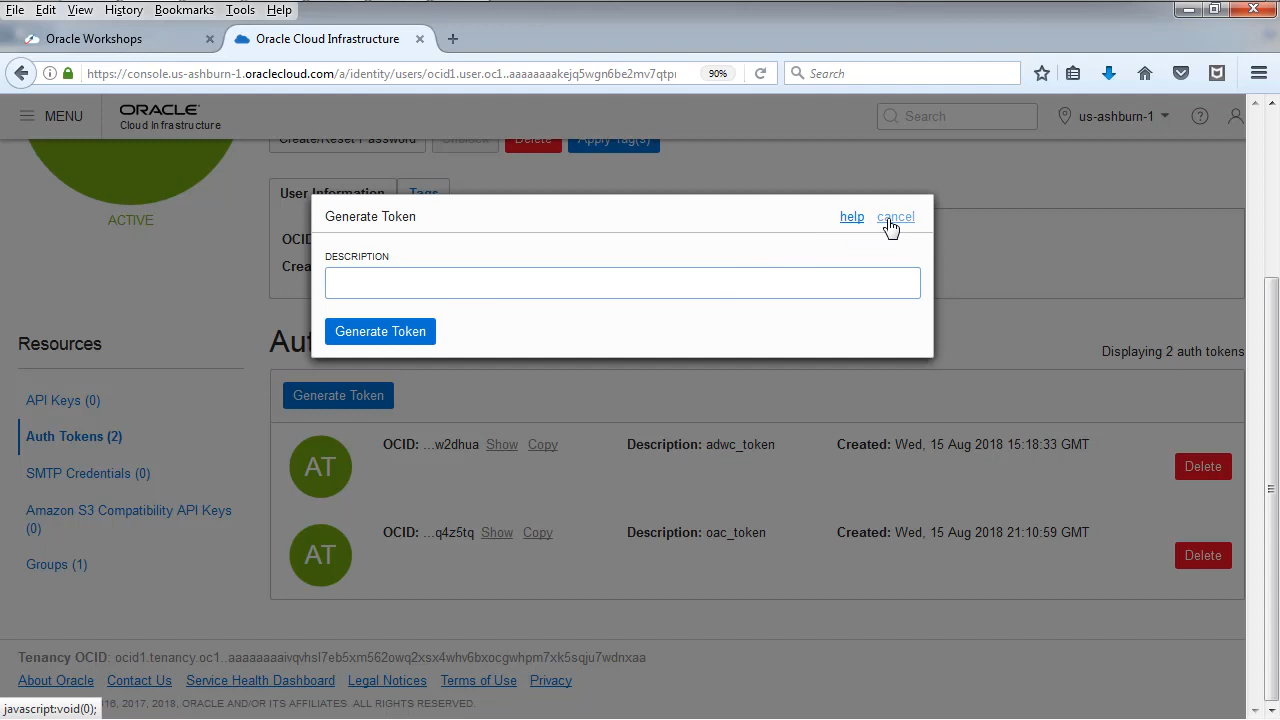 File Edit View History Bookmarks Tools Help
Oracle Workshops × Oracle Cloud Infrastructure × +
https://console.us-ashburn-1.oraclecloud.com/a/identity/users/ocid1.user.oc1..aaaaaaaakejq5wgn6be2mv7qtpr 90% Search
MENU ORACLE Cloud Infrastructure Search us-ashburn-1
Create/Reset Password Unblock Delete Apply Tag(s)
User Information Tags
ACTIVE
Generate Token help cancel
OCID
Crea
DESCRIPTION
Generate Token
Resources
Displaying 2 auth tokens
API Keys (0)
Generate Token
Auth Tokens (2)
AT OCID: ...w2dhua Show Copy Description: adwc_token Created: Wed, 15 Aug 2018 15:18:33 GMT Delete
SMTP Credentials (0)
Amazon S3 Compatibility API Keys
(0)
AT OCID: ...q4z5tq Show Copy Description: oac_token Created: Wed, 15 Aug 2018 21:10:59 GMT Delete
Groups (1)
Tenancy OCID: ocid1.tenancy.oc1..aaaaaaaaivqvhsl7eb5xm562owq2xsx4whv6bxocgwhpm7xk5sqju7wdnxaa
About Oracle Contact Us Service Health Dashboard Legal Notices Terms of Use Privacy
javascript:void(0); 16, 2017, 2018, ORACLE AND/OR ITS AFFILIATES. ALL RIGHTS RESERVED.